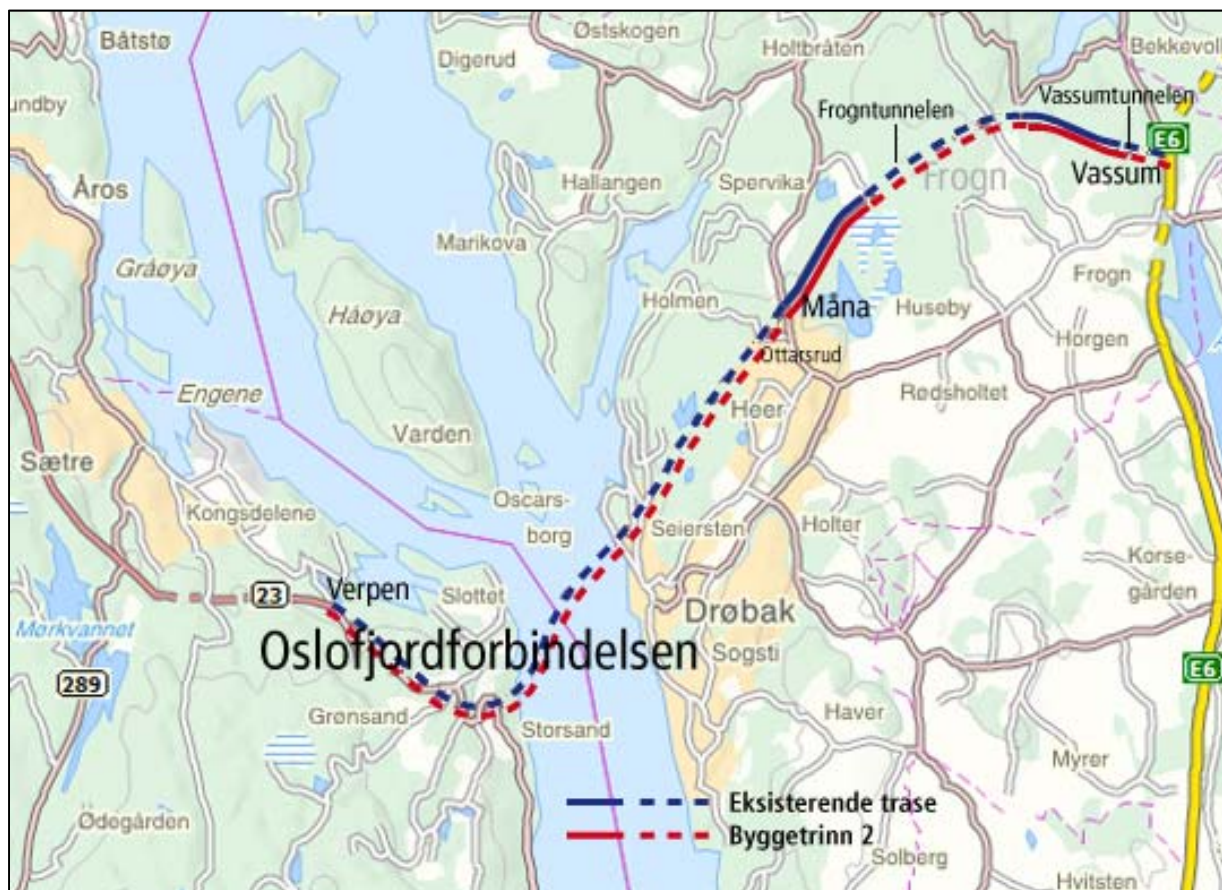 Båtstø
Østskogen
Digerud
Holtbråten
Bekkevoll
undby
Frogntunnelen
Vassumtunnelen
E6
Åros
Hallangen
Spervika
Frogn
Vassum
Gråøya
Marikova
Håøya
Holmen
Måna
Huseby
Frogn
Horgen
Ottarsrud
Engene
Rødsholtet
Heer
Varden
Sætre
Kongsdelene
Oscars-
borg
Seiersten
Holter
Korse-
gården
23
Verpen
Slottet
Drøbak
Mørkvannet
Oslofjordforbindelsen
Sogsti
289
E6
Grønsand
Storsand
Haver
Myrer
Ødegården
Eksisterende trase
Byggetrinn 2
Solberg
Hvitsten